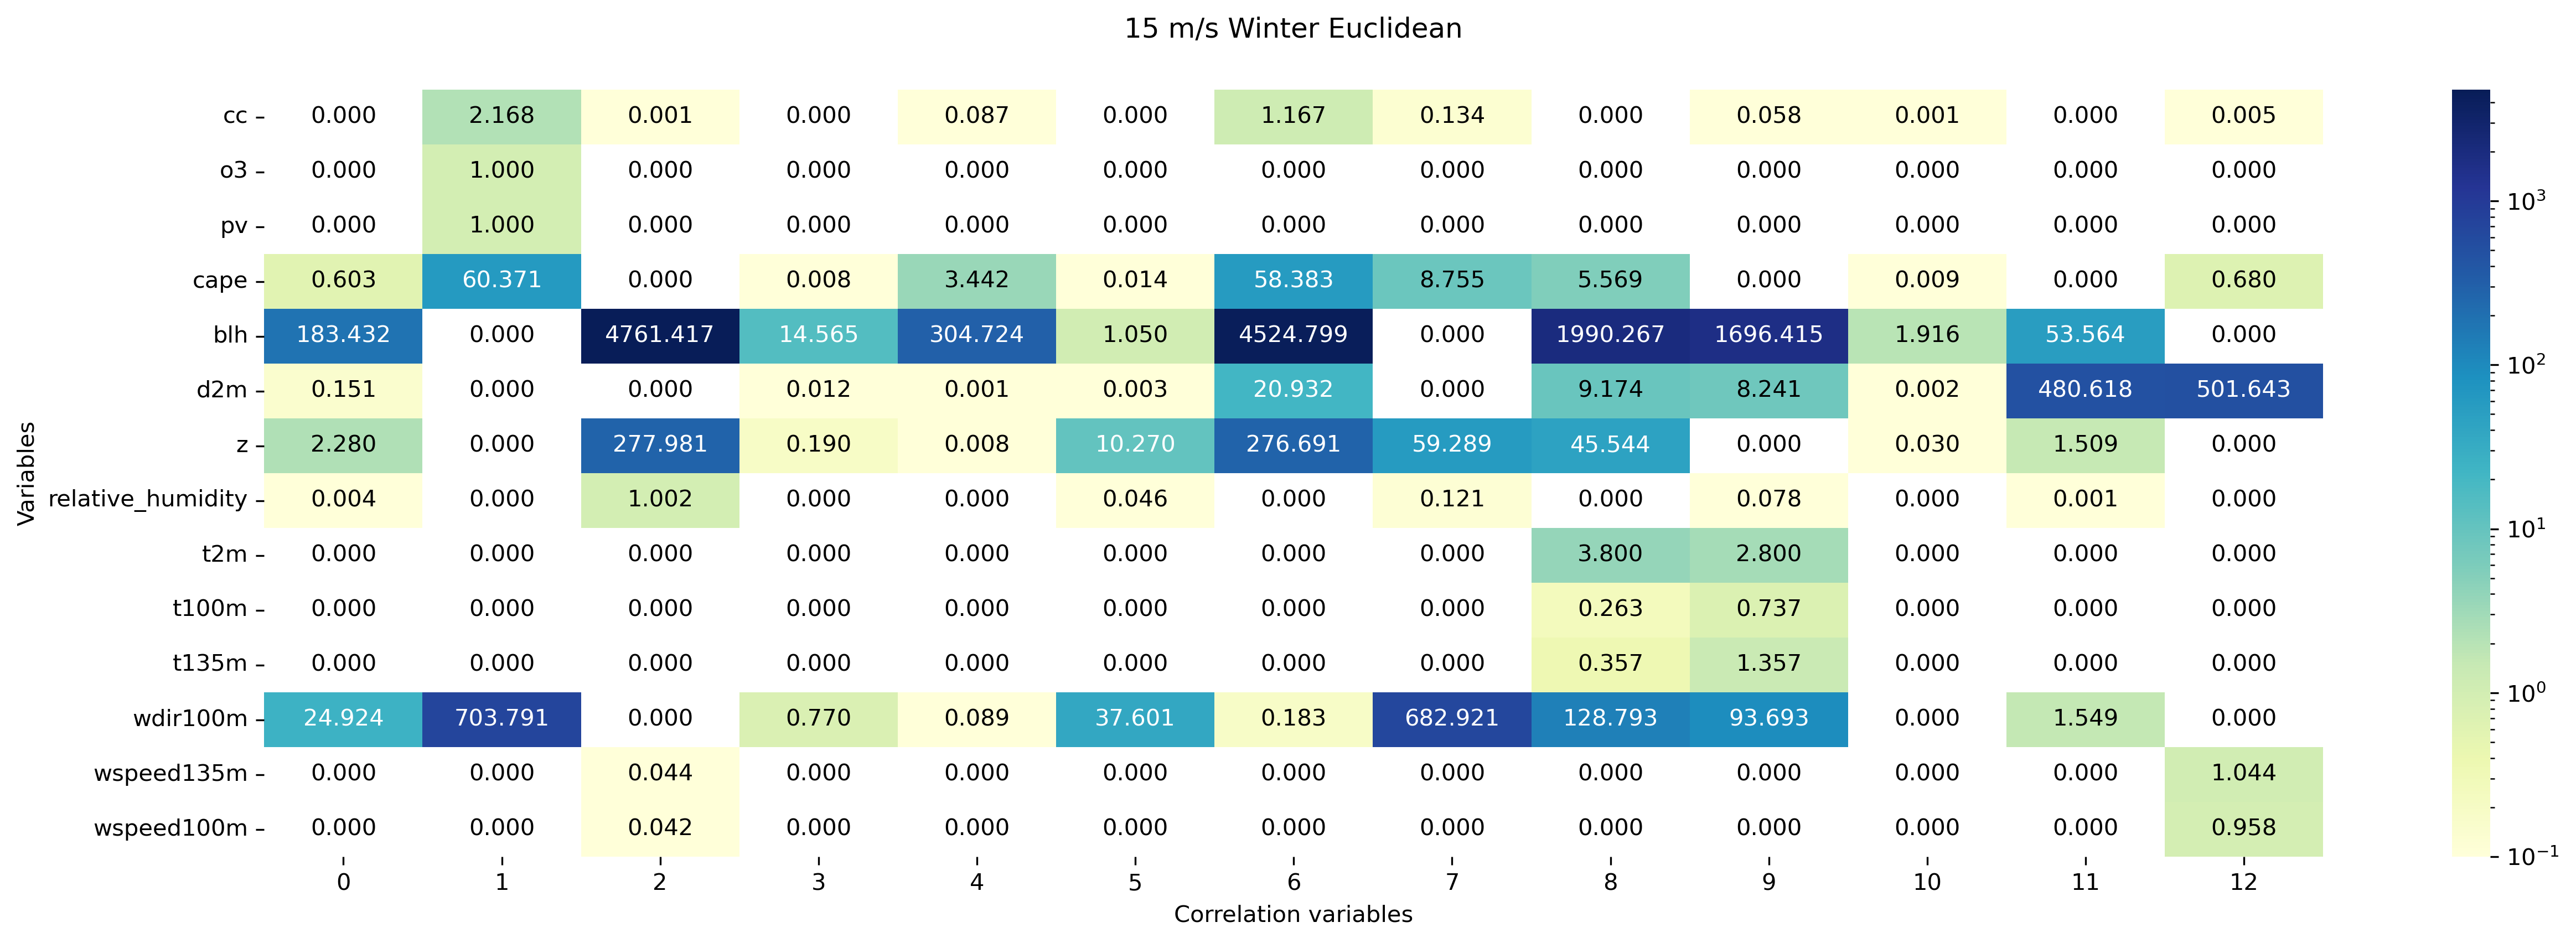 15 m/s Winter Euclidean
cc 0.000 2.168 0.001 0.000 0.087 0.000 1.167 0.134 0.000 0.058 0.001 0.000 0.005
o3 0.000 1.000 0.000 0.000 0.000 0.000 0.000 0.000 0.000 0.000 0.000 0.000 0.000
pv 0.000 1.000 0.000 0.000 0.000 0.000 0.000 0.000 0.000 0.000 0.000 0.000 0.000
cape 0.603 60.371 0.000 0.008 3.442 0.014 58.383 8.755 5.569 0.000 0.009 0.000 0.680
blh 183.432 0.000 4761.417 14.565 304.724 1.050 4524.799 0.000 1990.267 1696.415 1.916 53.564 0.000
d2m 0.151 0.000 0.000 0.012 0.001 0.003 20.932 0.000 9.174 8.241 0.002 480.618 501.643
z 2.280 0.000 277.981 0.190 0.008 10.270 276.691 59.289 45.544 0.000 0.030 1.509 0.000
relative_humidity 0.004 0.000 1.002 0.000 0.000 0.046 0.000 0.121 0.000 0.078 0.000 0.001 0.000
t2m 0.000 0.000 0.000 0.000 0.000 0.000 0.000 0.000 3.800 2.800 0.000 0.000 0.000
t100m 0.000 0.000 0.000 0.000 0.000 0.000 0.000 0.000 0.263 0.737 0.000 0.000 0.000
t135m 0.000 0.000 0.000 0.000 0.000 0.000 0.000 0.000 0.357 1.357 0.000 0.000 0.000
wdir100m 24.924 703.791 0.000 0.770 0.089 37.601 0.183 682.921 128.793 93.693 0.000 1.549 0.000
wspeed135m 0.000 0.000 0.044 0.000 0.000 0.000 0.000 0.000 0.000 0.000 0.000 0.000 1.044
wspeed100m 0.000 0.000 0.042 0.000 0.000 0.000 0.000 0.000 0.000 0.000 0.000 0.000 0.958
0 1 2 3 4 5 6 7 8 9 10 11 12
Correlation variables
Variables
10³
10²
10¹
10⁰
10⁻¹